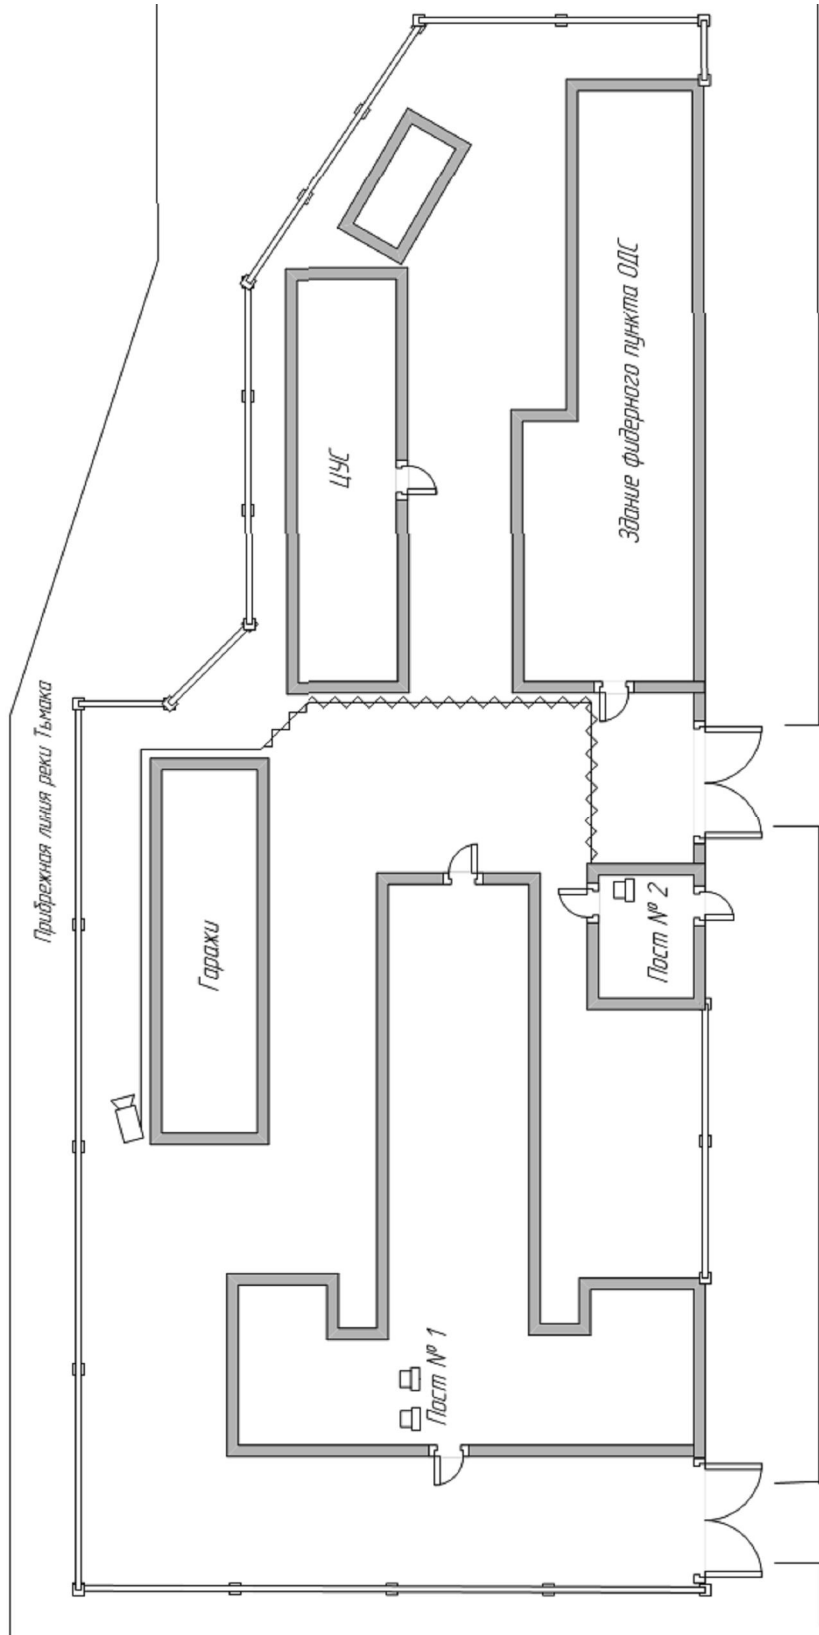 Прибрежная линия реки Тьмака
ЦУС
Здание фидерного пункта ОДС
Гаражи
Пост № 2
Пост № 1